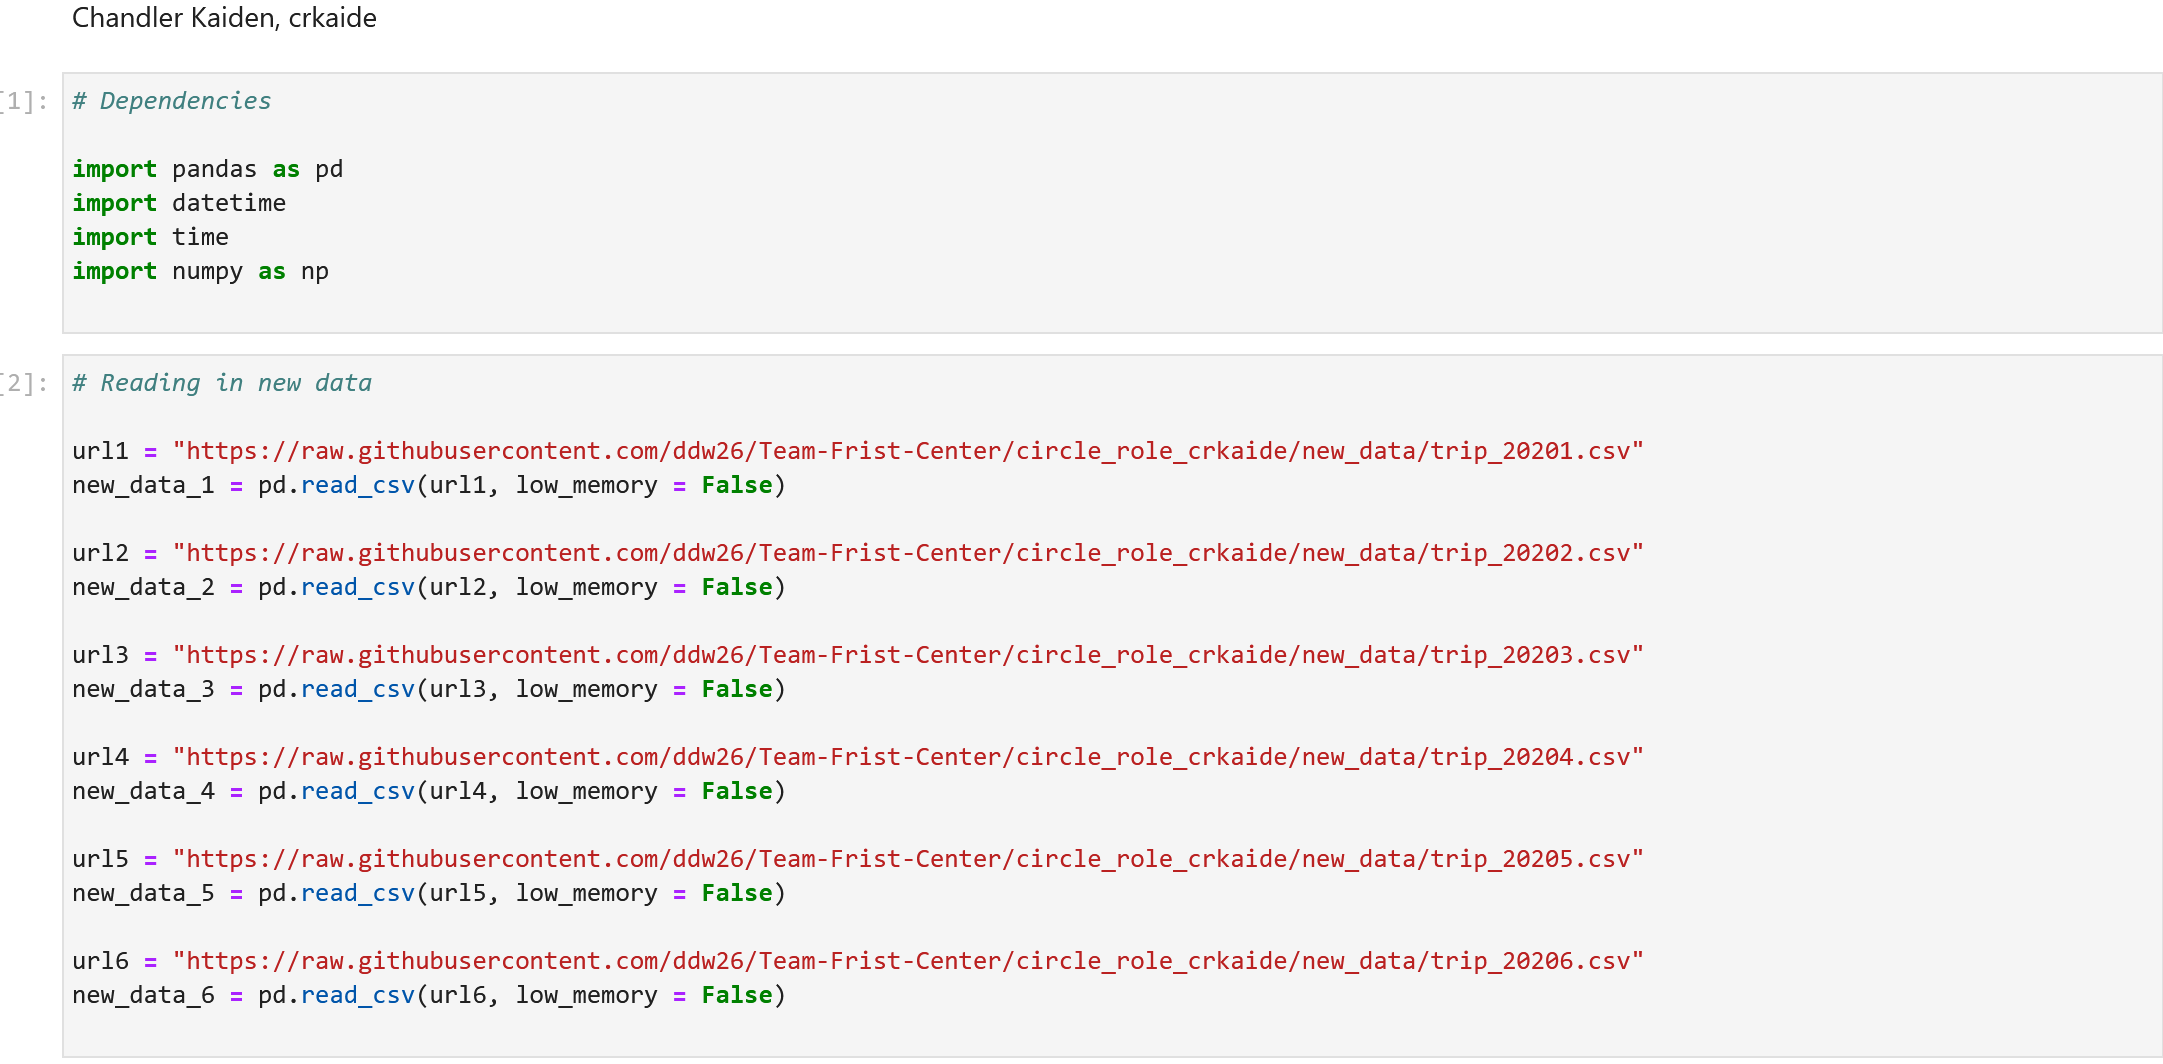 Chandler Kaiden, crkaide
[1]: # Dependencies
import pandas as pd
import datetime
import time
import numpy as np
[2]: # Reading in new data
url1 = "https://raw.githubusercontent.com/ddw26/Team-Frist-Center/circle_role_crkaide/new_data/trip_20201.csv"
new_data_1 = pd.read_csv(url1, low_memory = False)
url2 = "https://raw.githubusercontent.com/ddw26/Team-Frist-Center/circle_role_crkaide/new_data/trip_20202.csv"
new_data_2 = pd.read_csv(url2, low_memory = False)
url3 = "https://raw.githubusercontent.com/ddw26/Team-Frist-Center/circle_role_crkaide/new_data/trip_20203.csv"
new_data_3 = pd.read_csv(url3, low_memory = False)
url4 = "https://raw.githubusercontent.com/ddw26/Team-Frist-Center/circle_role_crkaide/new_data/trip_20204.csv"
new_data_4 = pd.read_csv(url4, low_memory = False)
url5 = "https://raw.githubusercontent.com/ddw26/Team-Frist-Center/circle_role_crkaide/new_data/trip_20205.csv"
new_data_5 = pd.read_csv(url5, low_memory = False)
url6 = "https://raw.githubusercontent.com/ddw26/Team-Frist-Center/circle_role_crkaide/new_data/trip_20206.csv"
new_data_6 = pd.read_csv(url6, low_memory = False)